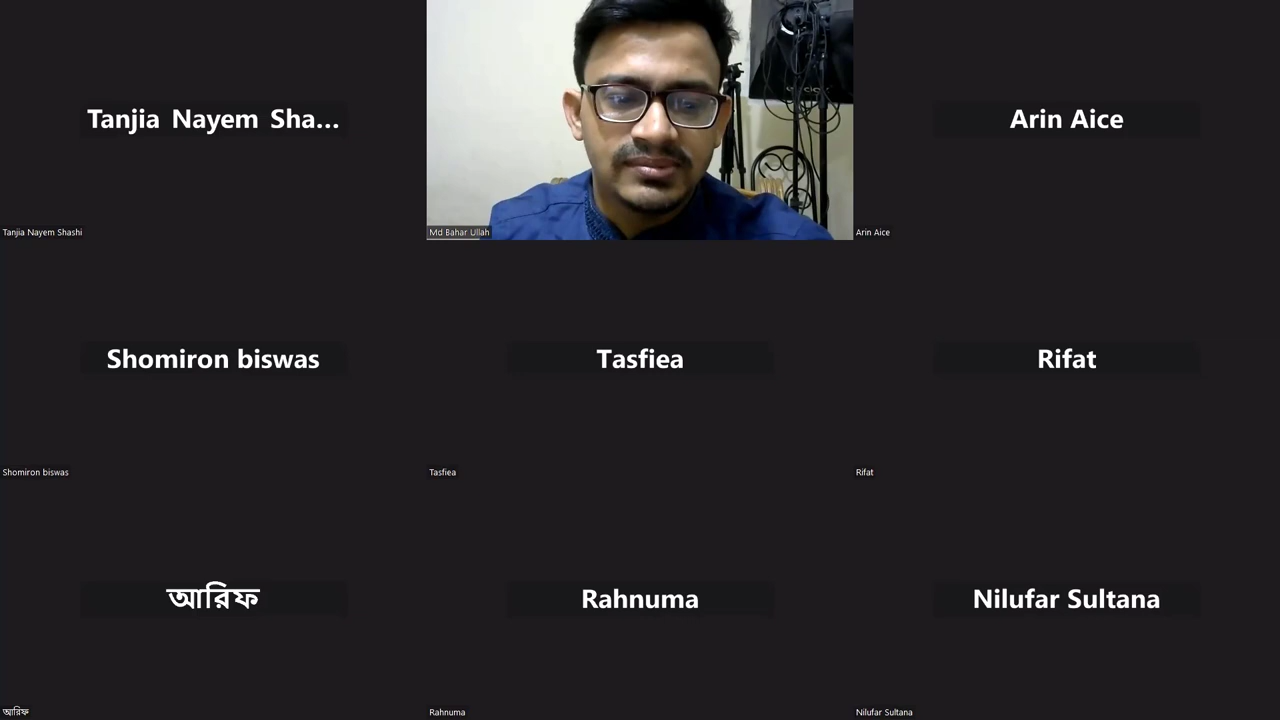 Tanjia Nayem Sha...
Tanjia Nayem Shashi
Md Bahar Ullah
Arin Aice
Arin Aice
Shomiron biswas
Shomiron biswas
Tasfiea
Tasfiea
Rifat
Rifat
আরিফ
আরিফ
Rahnuma
Rahnuma
Nilufar Sultana
Nilufar Sultana